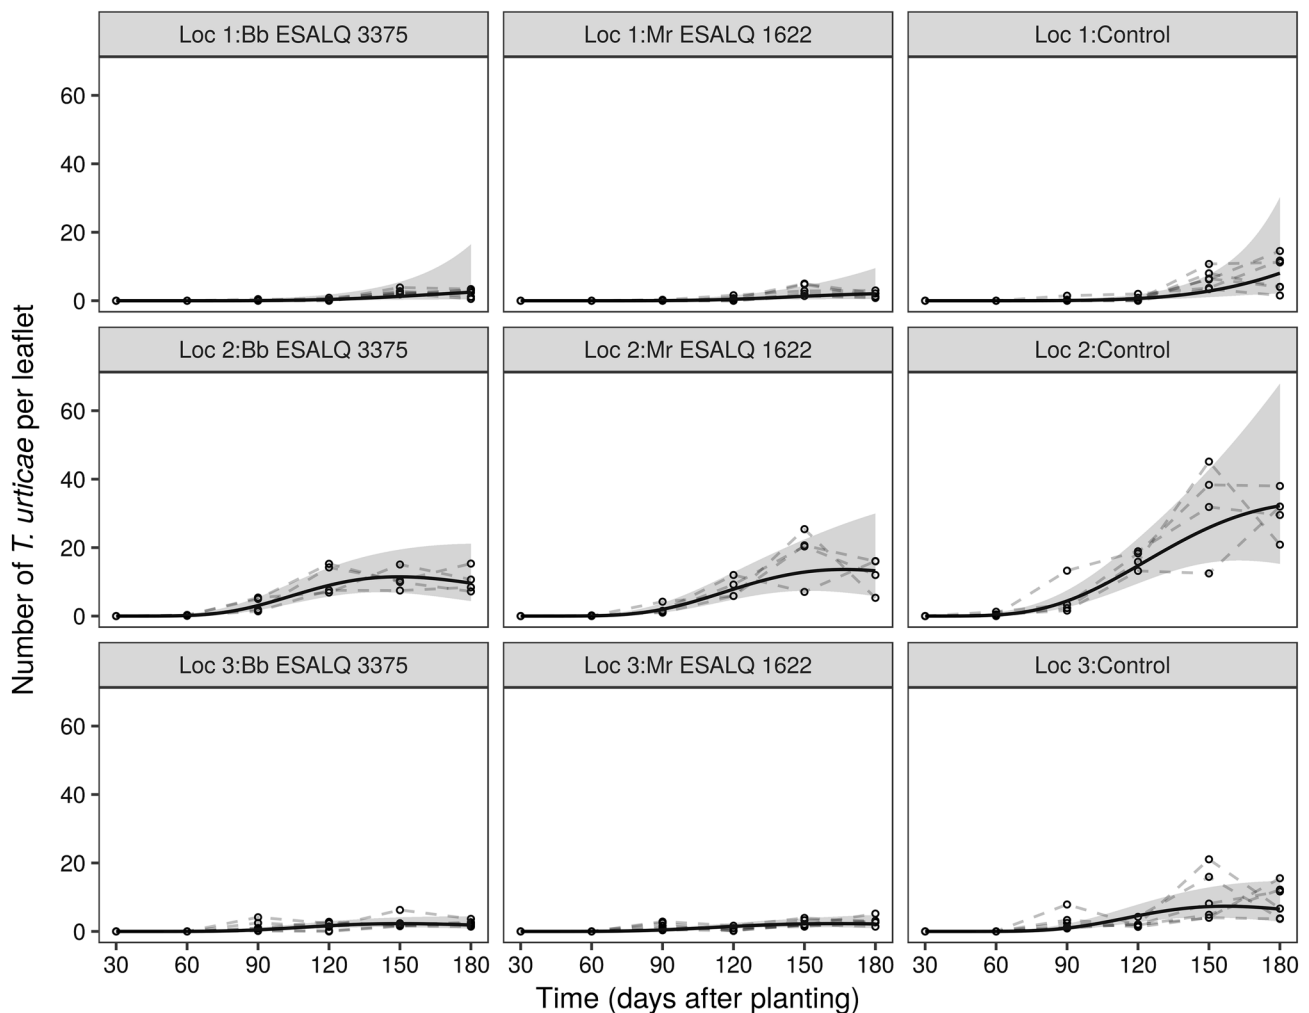 Loc 1:Bb ESALQ 3375
Loc 1:Mr ESALQ 1622
Loc 1:Control
60
40
20
0
Loc 2:Bb ESALQ 3375
Loc 2:Mr ESALQ 1622
Loc 2:Control
60
40
20
0
Loc 3:Bb ESALQ 3375
Loc 3:Mr ESALQ 1622
Loc 3:Control
60
40
20
0
30 60 90 120 150 180
30 60 90 120 150 180
30 60 90 120 150 180
Time (days after planting)
Number of T. urticae per leaflet